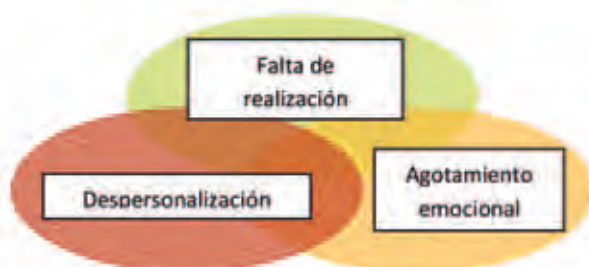 Falta de
realización
Despersonalización
Agotamiento
emocional